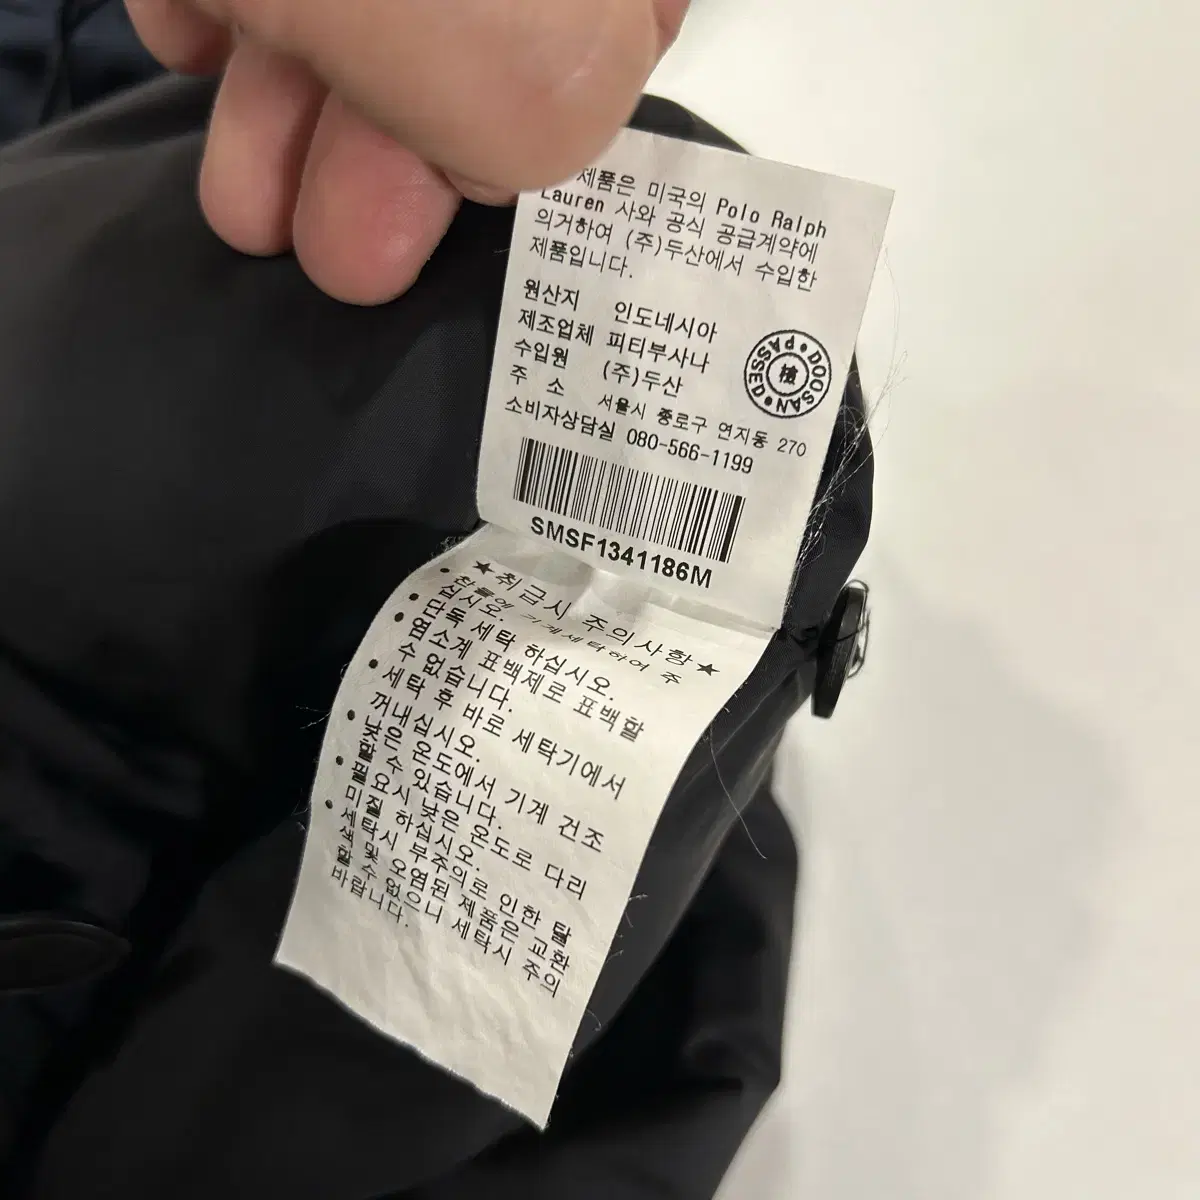 제품은 미국의 Polo Ralph
Lauren 사와 공식 공급계약에
의거하여 (주)두산에서 수입한
제품입니다.
원산지 인도네시아
제조업체 피티부사나
수입원 (주)두산
주 소 서울시 종로구 연지동 270
소비자상담실 080-566-1199
DOOSAN • PASSED •
檢
SMSF1341186M
★취급시 주의사항★
• 찬물에 기계세탁하여 주
십시오.
• 단독 세탁 하십시오.
• 염소계 표백제로 표백할
수 없습니다.
• 세탁 후 바로 세탁기에서
꺼내십시오.
• 낮은 온도에서 기계 건조
할 수 있습니다.
• 필요시 낮은 온도로 다리
미질 하십시오.
• 세탁시 부주의로 인한 탈
색 및 오염된 제품은 교환
할 수 없으니 세탁시 주의
바랍니다.